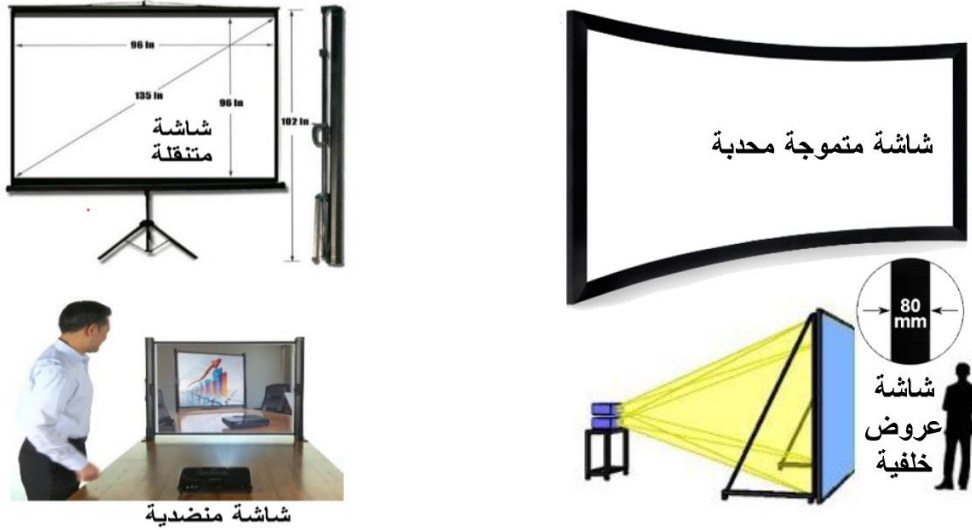 96 In
135 In
96 In
102 In
شاشة
متنقلة
شاشة متموجة محدبة
80
mm
شاشة
عروض
خلفية
شاشة منضدية